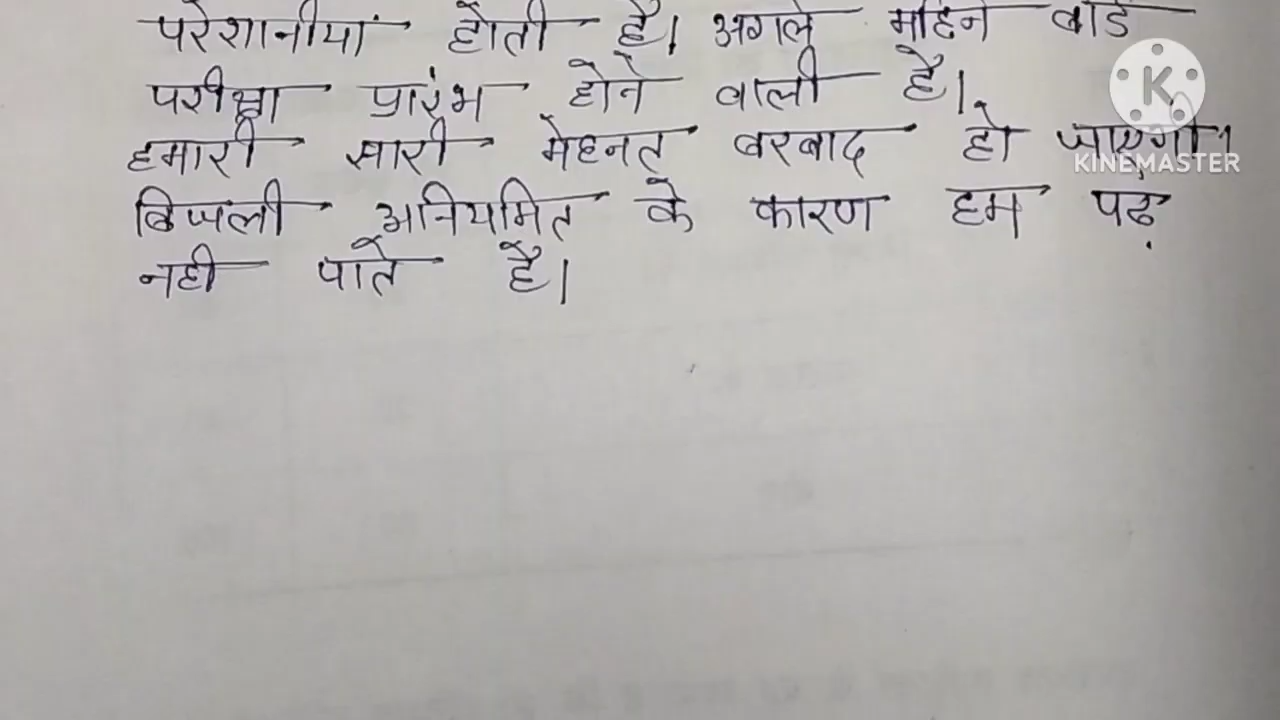 परेशानीयां होती है। अगले महिने बोर्ड
परीक्षा प्रारंभ होने वाली है।
हमारी सारी मेहनत बरबाद हो जाएगी।
बिजली अनियमित के कारण हम पढ़
नही पाते है।
KINEMASTER